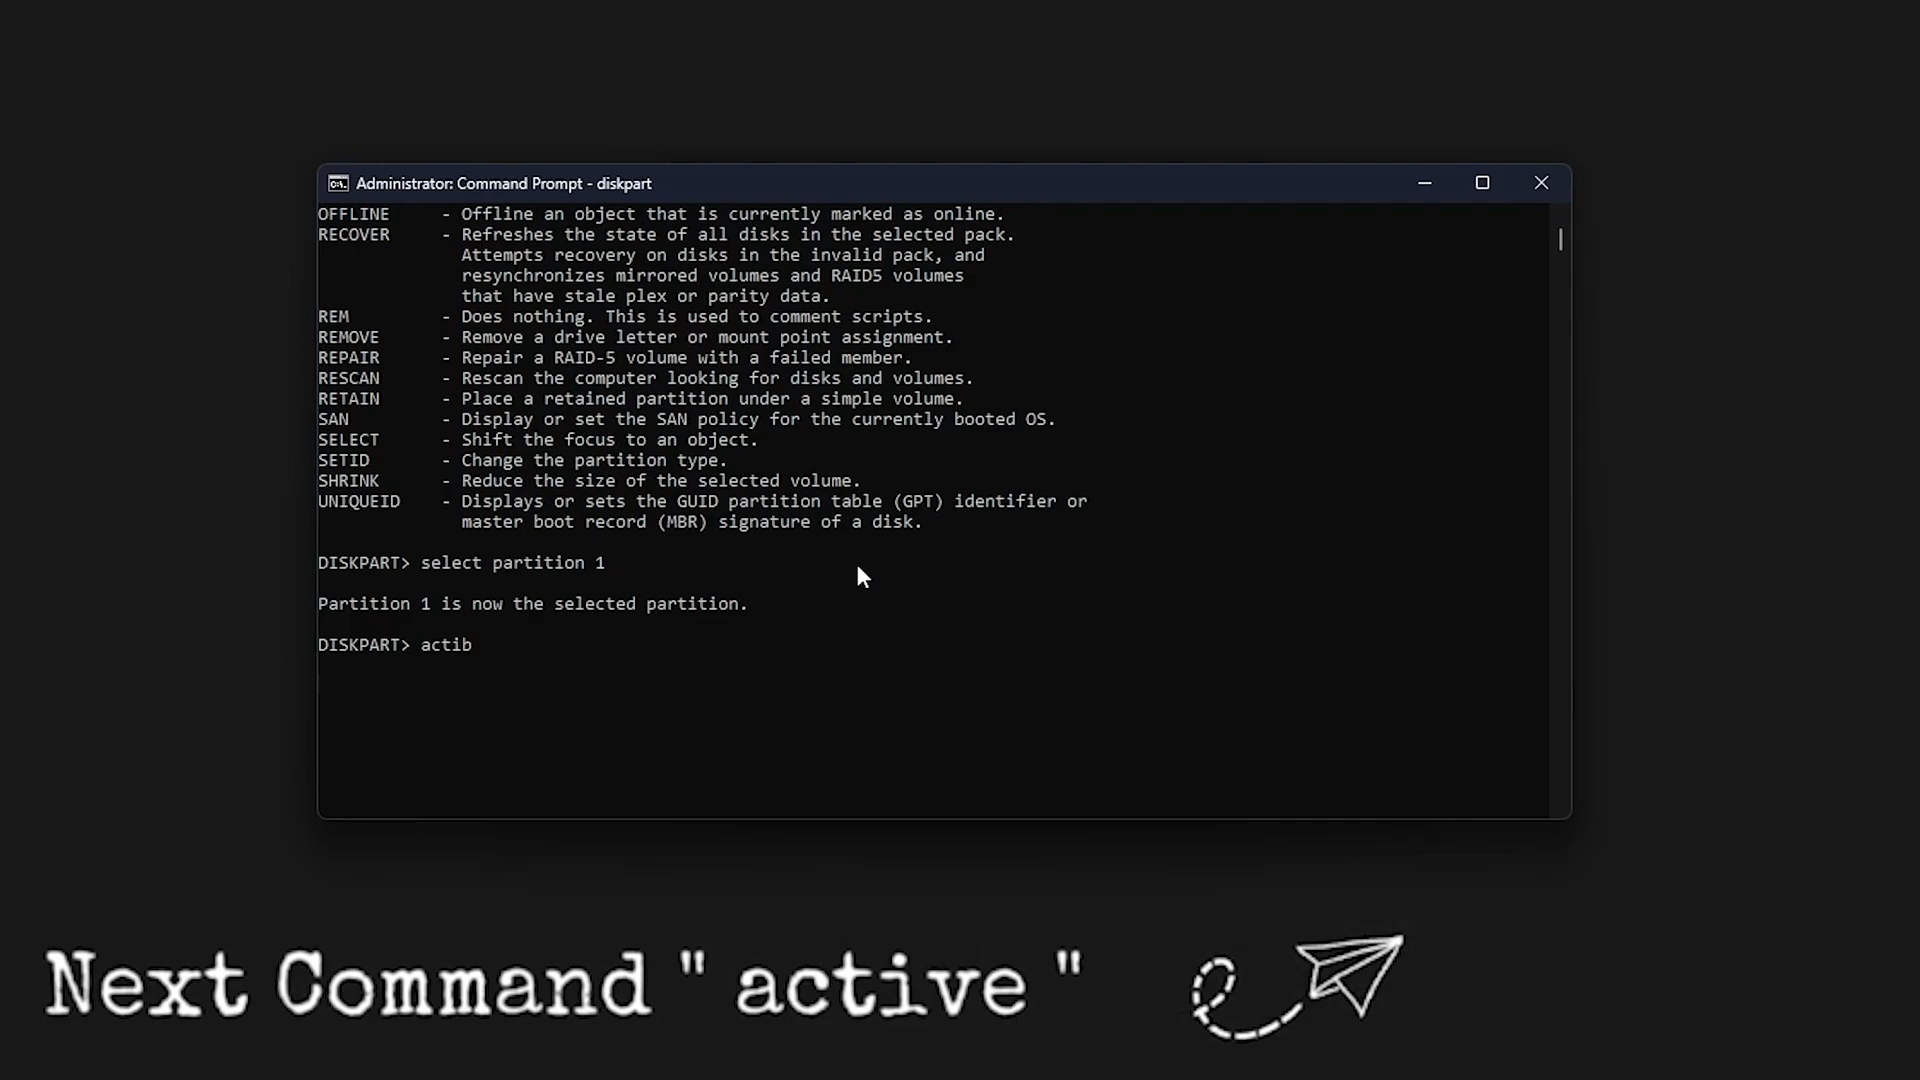 Administrator: Command Prompt - diskpart
OFFLINE - Offline an object that is currently marked as online.
RECOVER - Refreshes the state of all disks in the selected pack.
Attempts recovery on disks in the invalid pack, and
resynchronizes mirrored volumes and RAID5 volumes
that have stale plex or parity data.
REM - Does nothing. This is used to comment scripts.
REMOVE - Remove a drive letter or mount point assignment.
REPAIR - Repair a RAID-5 volume with a failed member.
RESCAN - Rescan the computer looking for disks and volumes.
RETAIN - Place a retained partition under a simple volume.
SAN - Display or set the SAN policy for the currently booted OS.
SELECT - Shift the focus to an object.
SETID - Change the partition type.
SHRINK - Reduce the size of the selected volume.
UNIQUEID - Displays or sets the GUID partition table (GPT) identifier or
master boot record (MBR) signature of a disk.
DISKPART> select partition 1
Partition 1 is now the selected partition.
DISKPART> actib
Next Command " active "